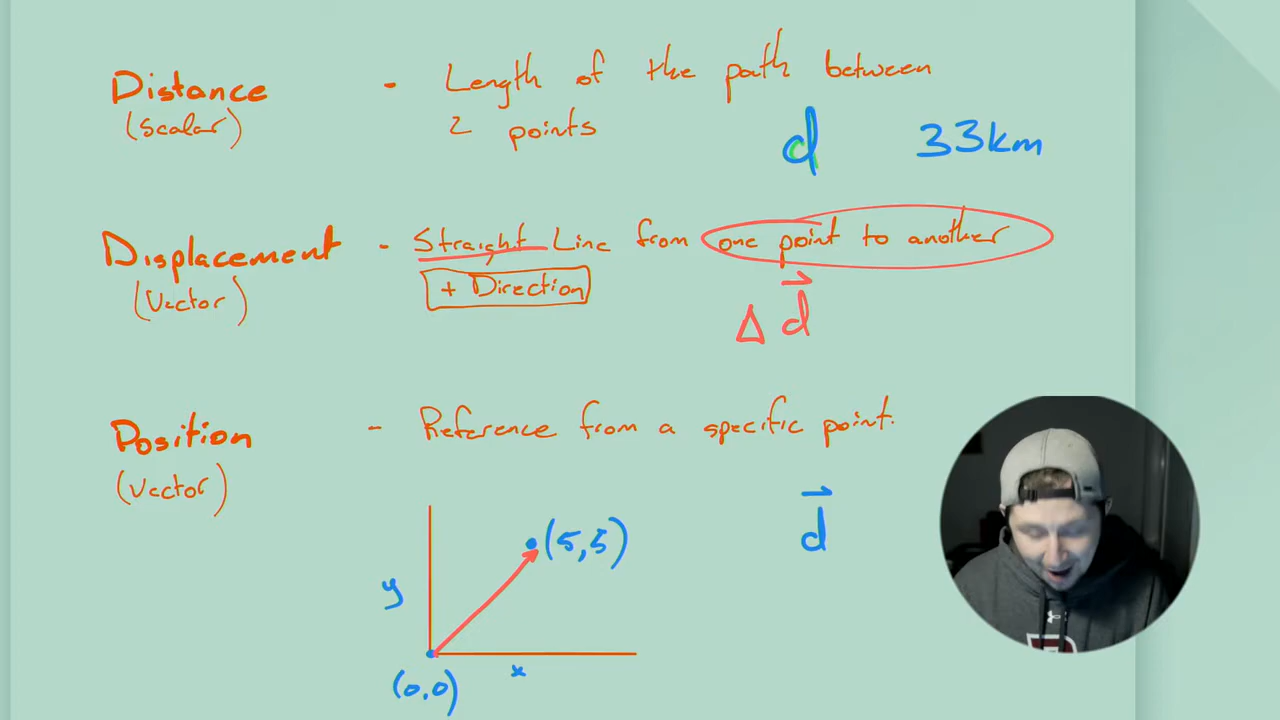 Distance - Length of the path between
(Scalar) 2 points
d 33km
Displacement - Straight Line from one point to another
(Vector) + Direction
Δ d⃗
Position - Reference from a specific point.
(Vector)
d⃗
(5,5)
y
x
(0,0)